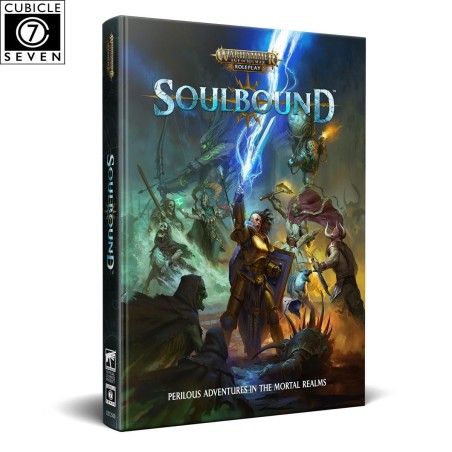 CUBICLE
7
SEVEN
WARHAMMER
AGE OF SIGMAR
ROLEPLAY
SOULBOUND
SOULBOUND
PERILOUS ADVENTURES IN THE MORTAL REALMS